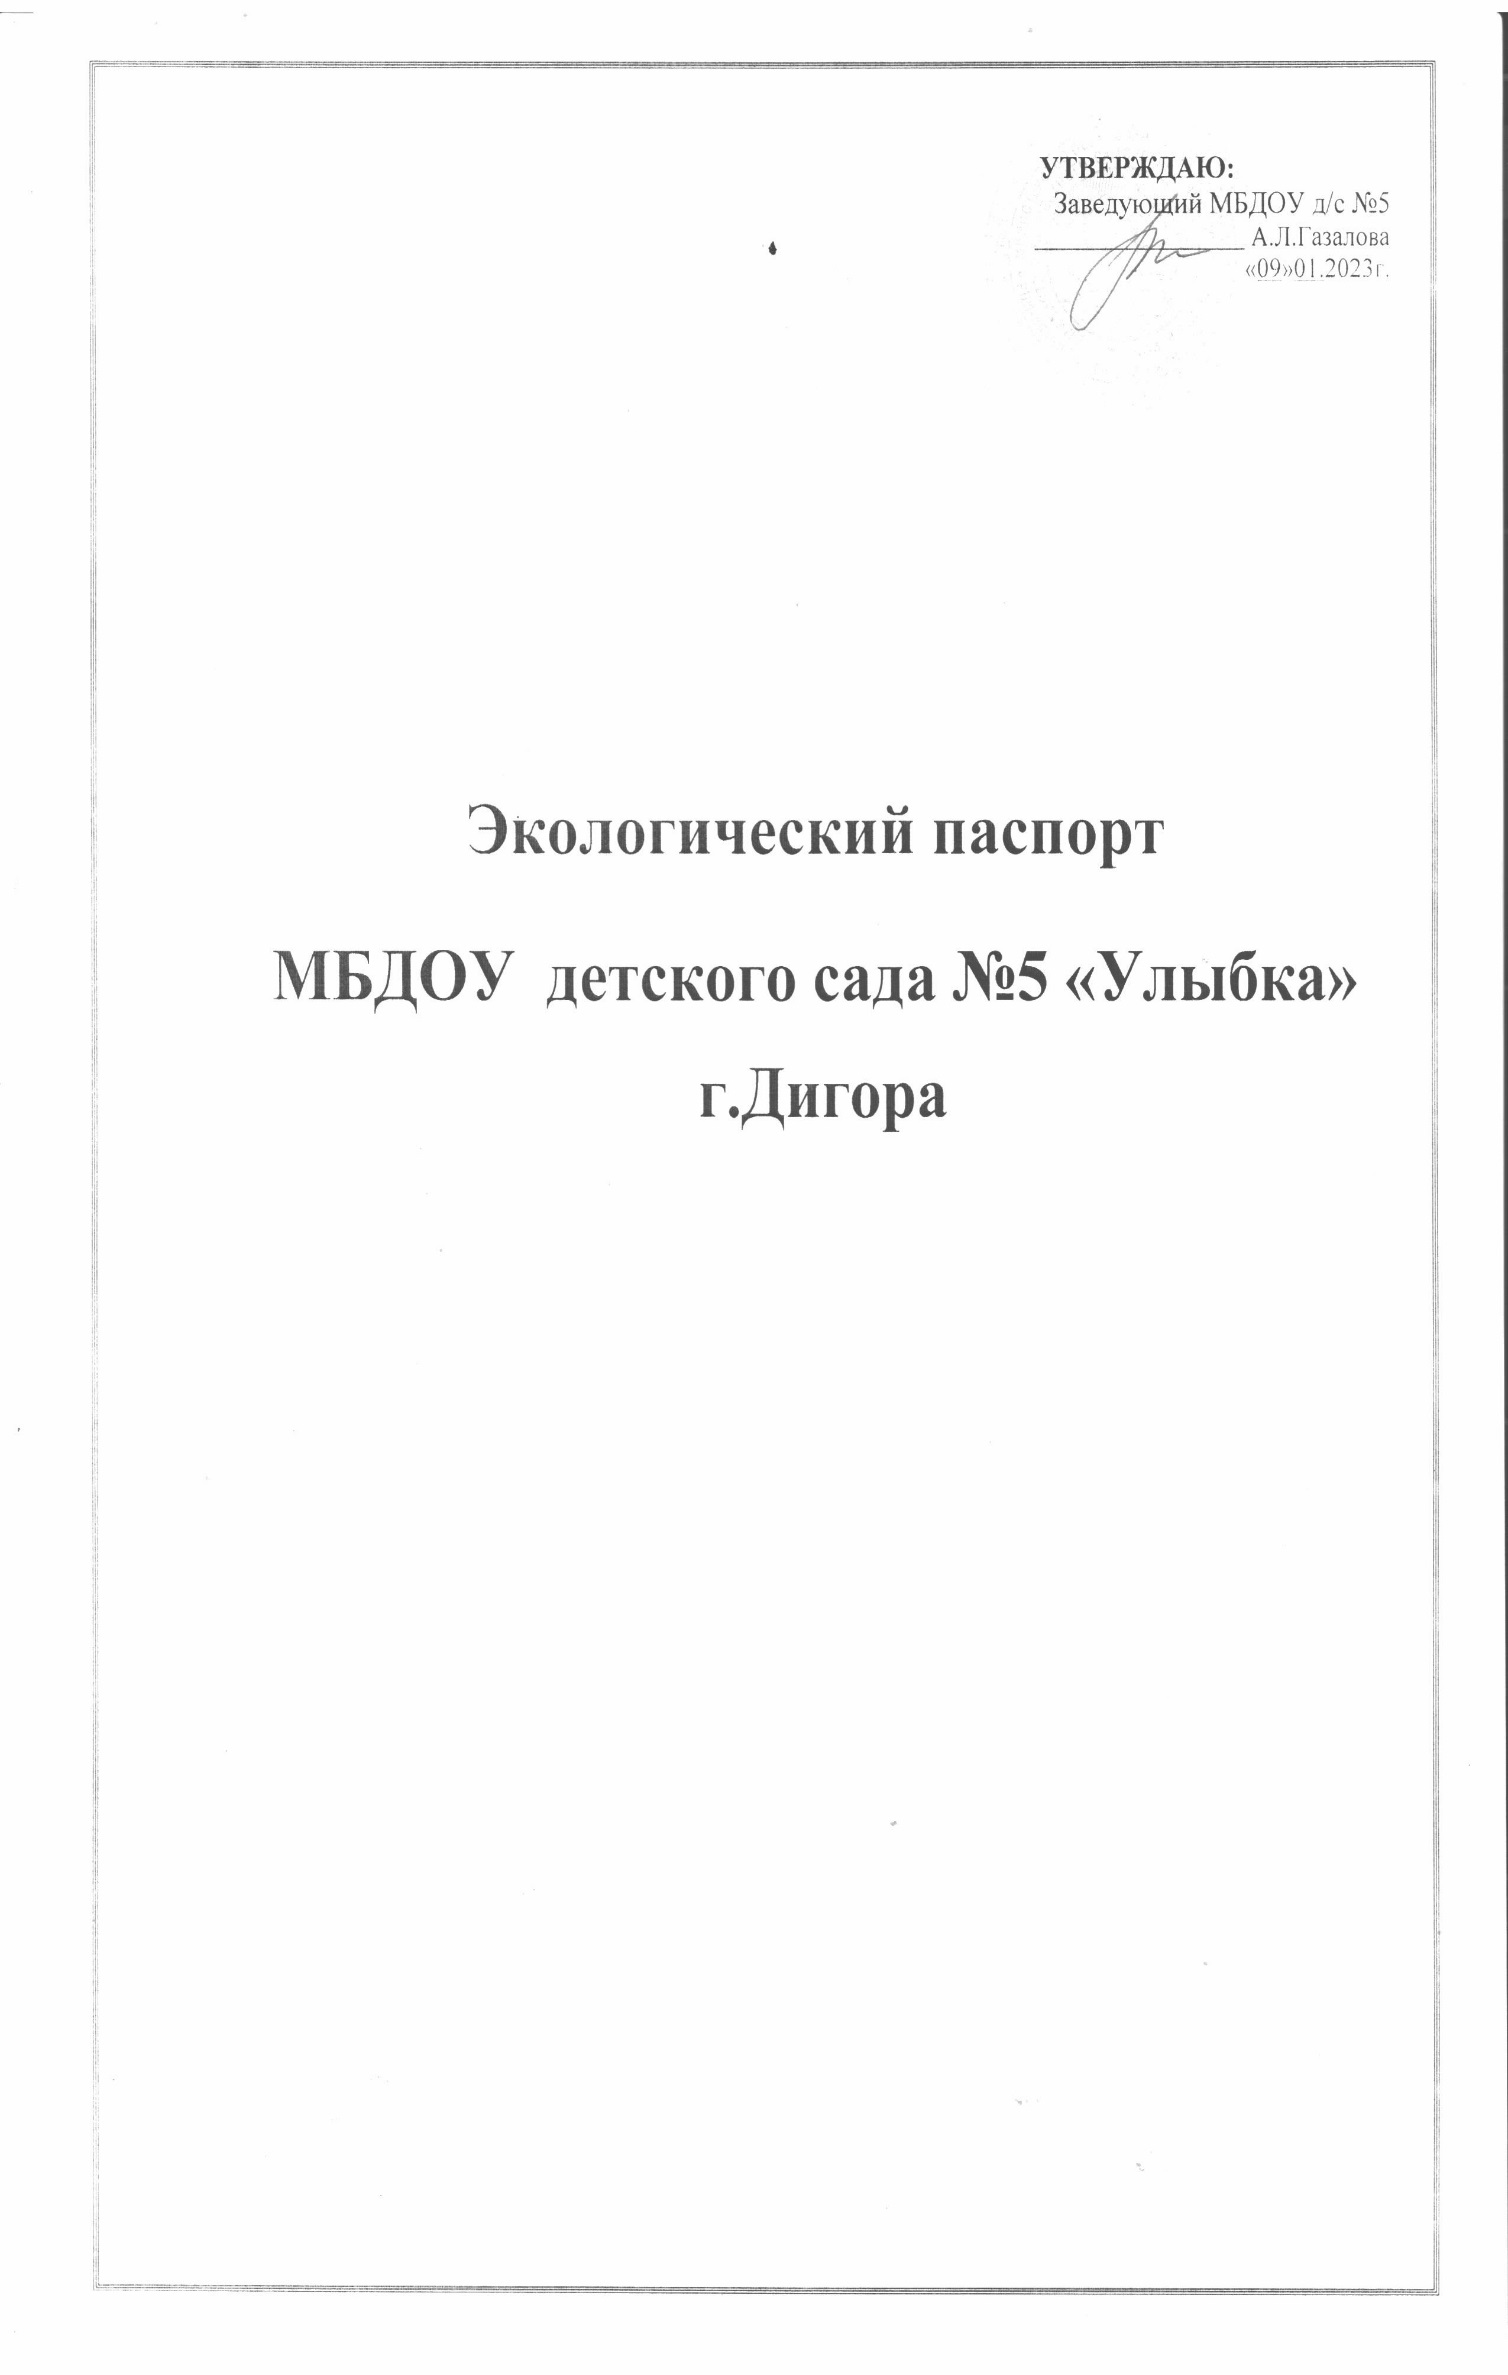 УТВЕРЖДАЮ:
Заведующий МБДОУ д/с №5
А.Л.Газалова
«09»01.2023г.
Экологический паспорт
МБДОУ детского сада №5 «Улыбка»
г.Дигора